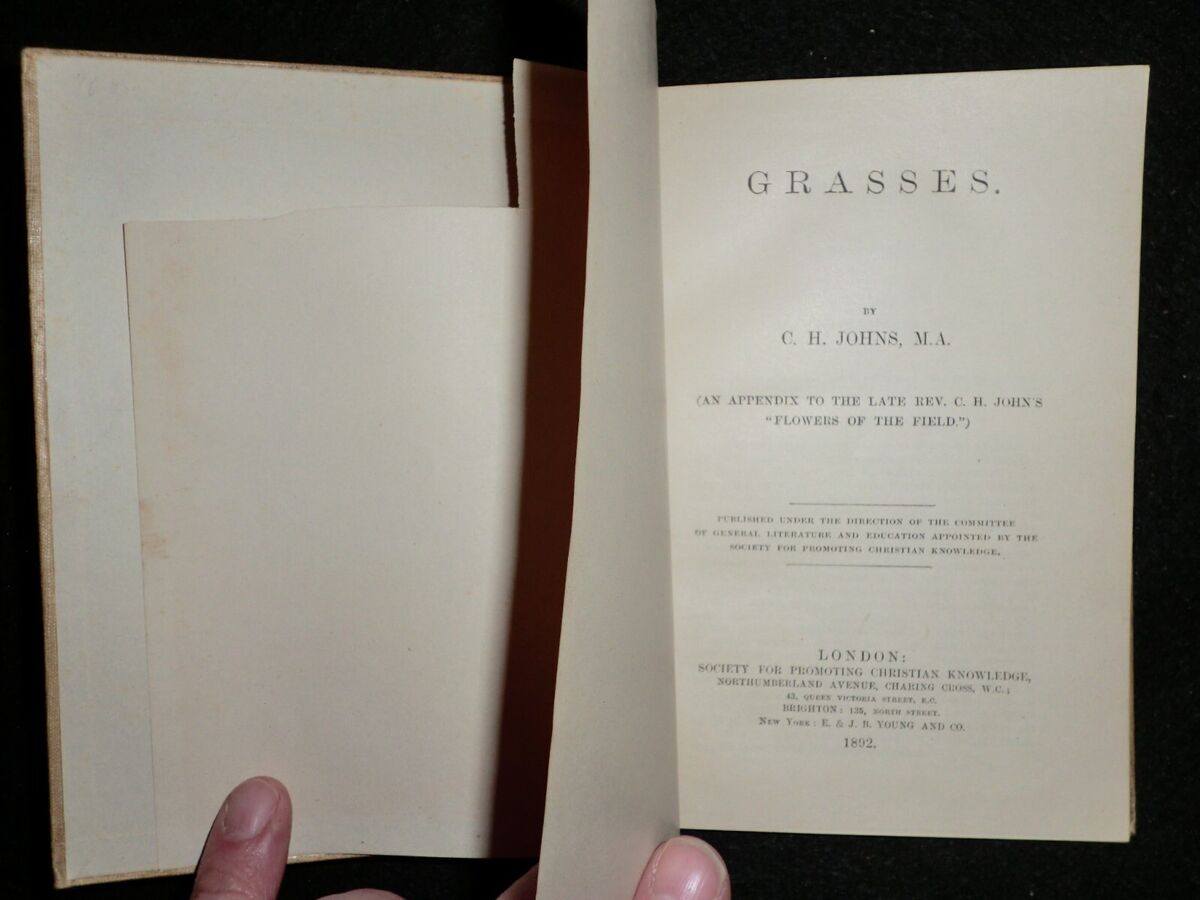 GRASSES.
BY
C. H. JOHNS, M.A.
(AN APPENDIX TO THE LATE REV. C. H. JOHN'S
"FLOWERS OF THE FIELD.")
PUBLISHED UNDER THE DIRECTION OF THE COMMITTEE
OF GENERAL LITERATURE AND EDUCATION APPOINTED BY THE
SOCIETY FOR PROMOTING CHRISTIAN KNOWLEDGE.
LONDON:
SOCIETY FOR PROMOTING CHRISTIAN KNOWLEDGE,
NORTHUMBERLAND AVENUE, CHARING CROSS, W.C.;
43, QUEEN VICTORIA STREET, E.C.
BRIGHTON: 135, NORTH STREET.
NEW YORK: E. & J. B. YOUNG AND CO.
1892.